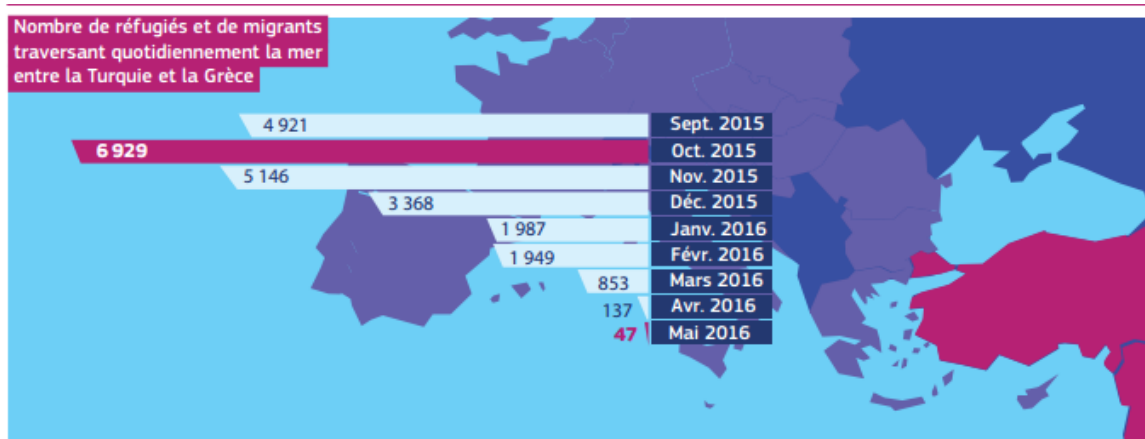 Nombre de réfugiés et de migrants
traversant quotidiennement la mer
entre la Turquie et la Grèce
4 921 Sept. 2015
6 929 Oct. 2015
5 146 Nov. 2015
3 368 Déc. 2015
1 987 Janv. 2016
1 949 Févr. 2016
853 Mars 2016
137 Avr. 2016
47 Mai 2016